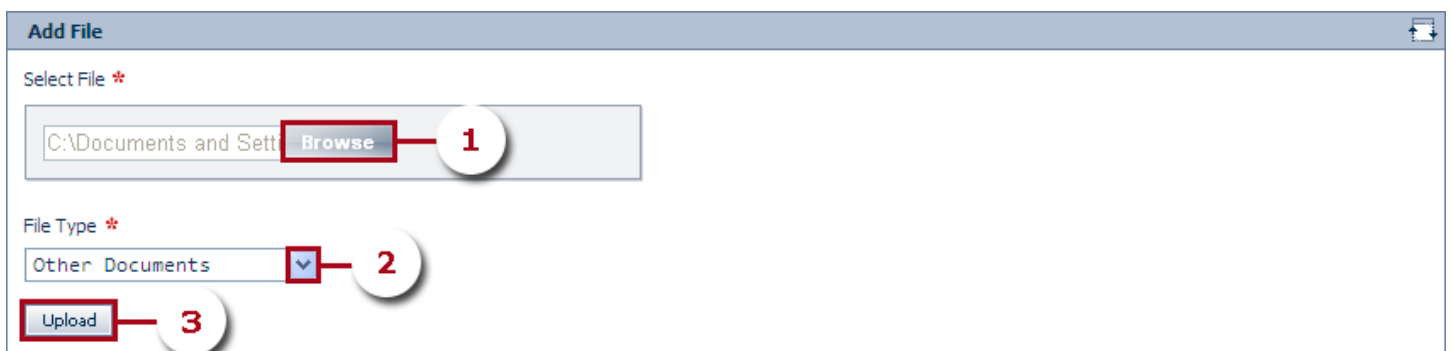 Add File
Select File *
C:\Documents and Setti Browse 1
File Type *
Other Documents 2
Upload 3